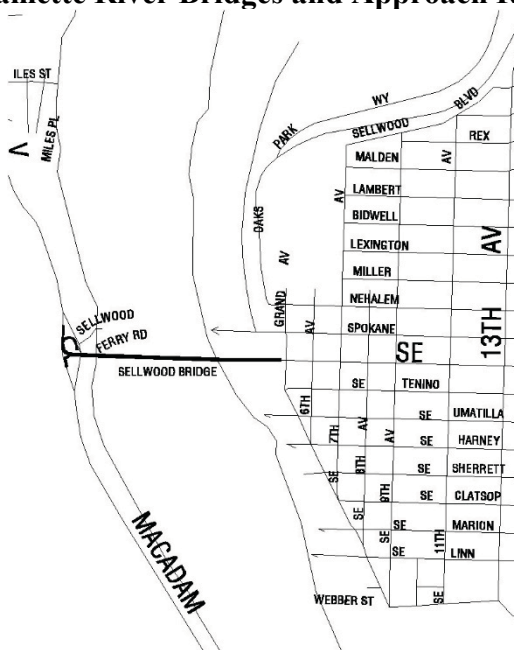 amette River Bridges and Approach R
ILES ST
MILES PL
V
WY
PARK
SELLWOOD
BLVD
REX
MALDEN
AV
AV
LAMBERT
BIDWELL
OAKS
AV
LEXINGTON
AV
MILLER
NEHALEM
GRAND
AV
SPOKANE
13TH
SE
SELLWOOD
FERRY RD
SELLWOOD BRIDGE
SE
TENINO
6TH
SE
UMATILLA
7TH
AV
AV
SE
HARNEY
SE
8TH
SE
SHERRETT
9TH
SE
CLATSOP
SE
SE
MARION
SE
11TH
SE
LINN
MACADAM
WEBBER ST
SE